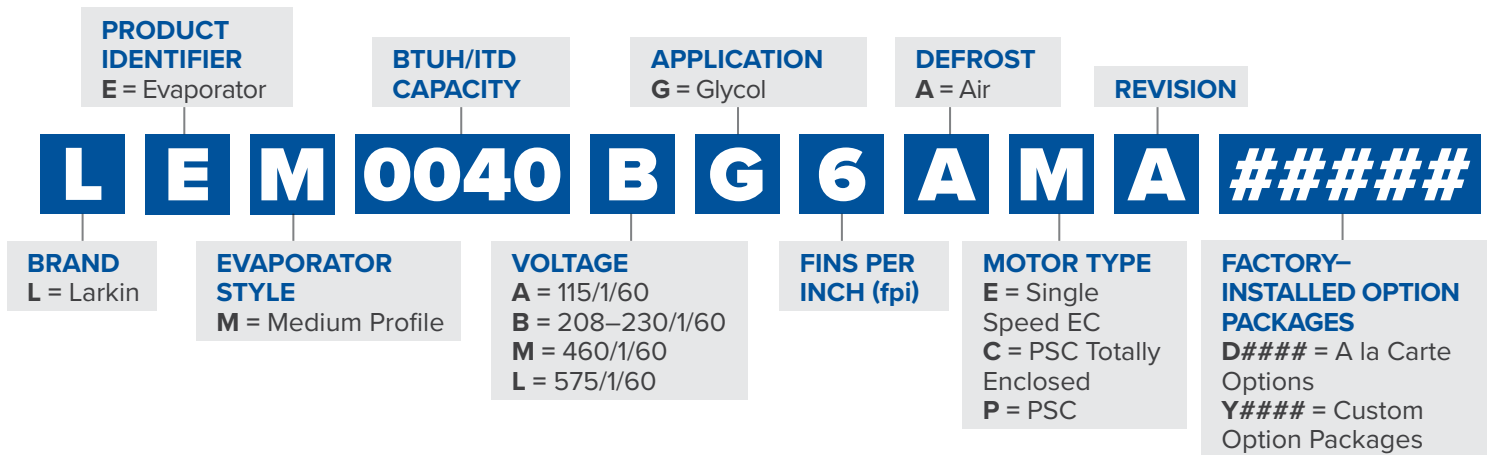 PRODUCT
IDENTIFIER
E = Evaporator
BTUH/ITD
CAPACITY
APPLICATION
G = Glycol
DEFROST
A = Air
REVISION
L E M 0040 B G 6 A M A #####
BRAND
L = Larkin
EVAPORATOR
STYLE
M = Medium Profile
VOLTAGE
A = 115/1/60
B = 208–230/1/60
M = 460/1/60
L = 575/1/60
FINS PER
INCH (fpi)
MOTOR TYPE
E = Single
Speed EC
C = PSC Totally
Enclosed
P = PSC
FACTORY–
INSTALLED OPTION
PACKAGES
D#### = A la Carte
Options
Y#### = Custom
Option Packages